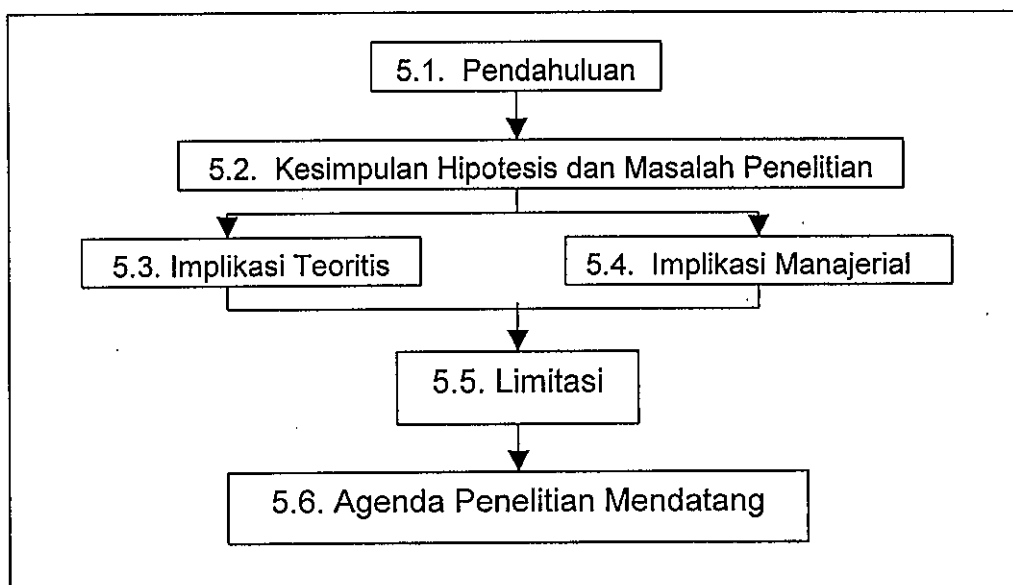 5.1. Pendahuluan
5.2. Kesimpulan Hipotesis dan Masalah Penelitian
5.3. Implikasi Teoritis
5.4. Implikasi Manajerial
5.5. Limitasi
5.6. Agenda Penelitian Mendatang